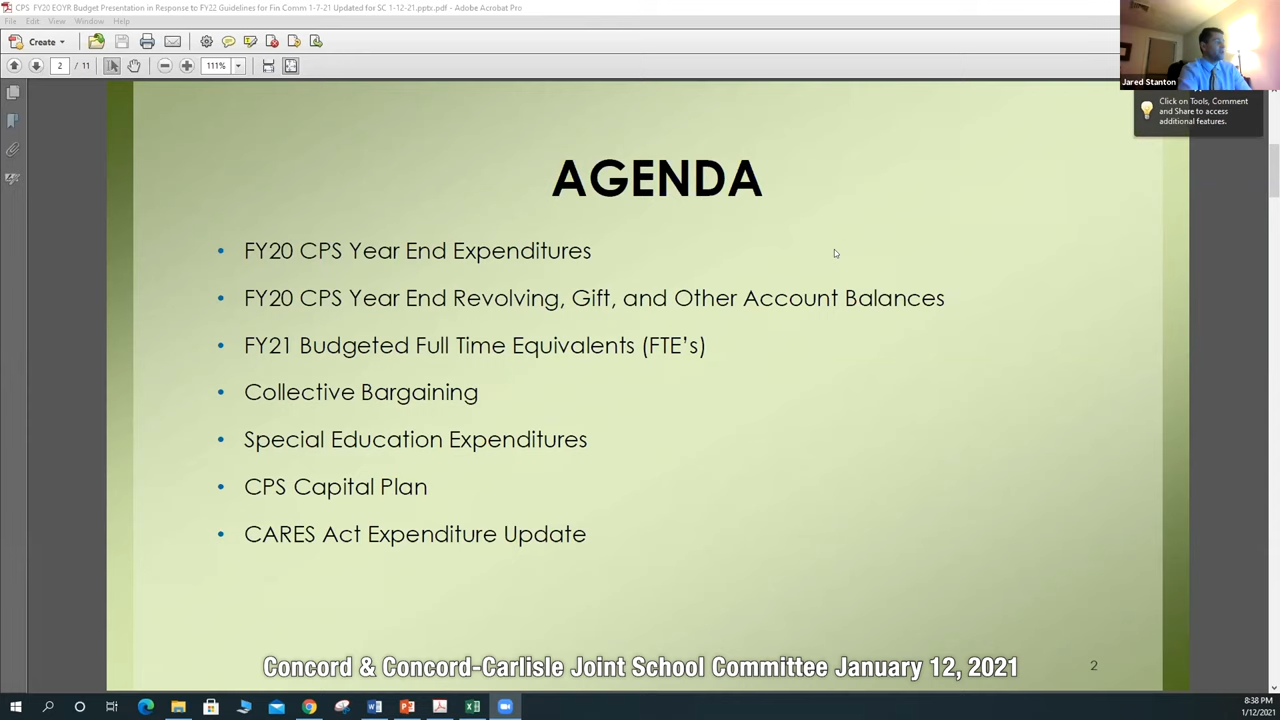 CPS FY20 EOYR Budget Presentation in Response to FY22 Guidelines for Fin Comm 1-7-21 Updated for SC 1-12-21.pptx.pdf - Adobe Acrobat Pro
File Edit View Window Help
Create
2 / 11 111%
Jared Stanton
Click on Tools, Comment
and Share to access
additional features.
AGENDA
• FY20 CPS Year End Expenditures
• FY20 CPS Year End Revolving, Gift, and Other Account Balances
• FY21 Budgeted Full Time Equivalents (FTE's)
• Collective Bargaining
• Special Education Expenditures
• CPS Capital Plan
• CARES Act Expenditure Update
Concord & Concord-Carlisle Joint School Committee January 12, 2021
2
8:38 PM
1/12/2021